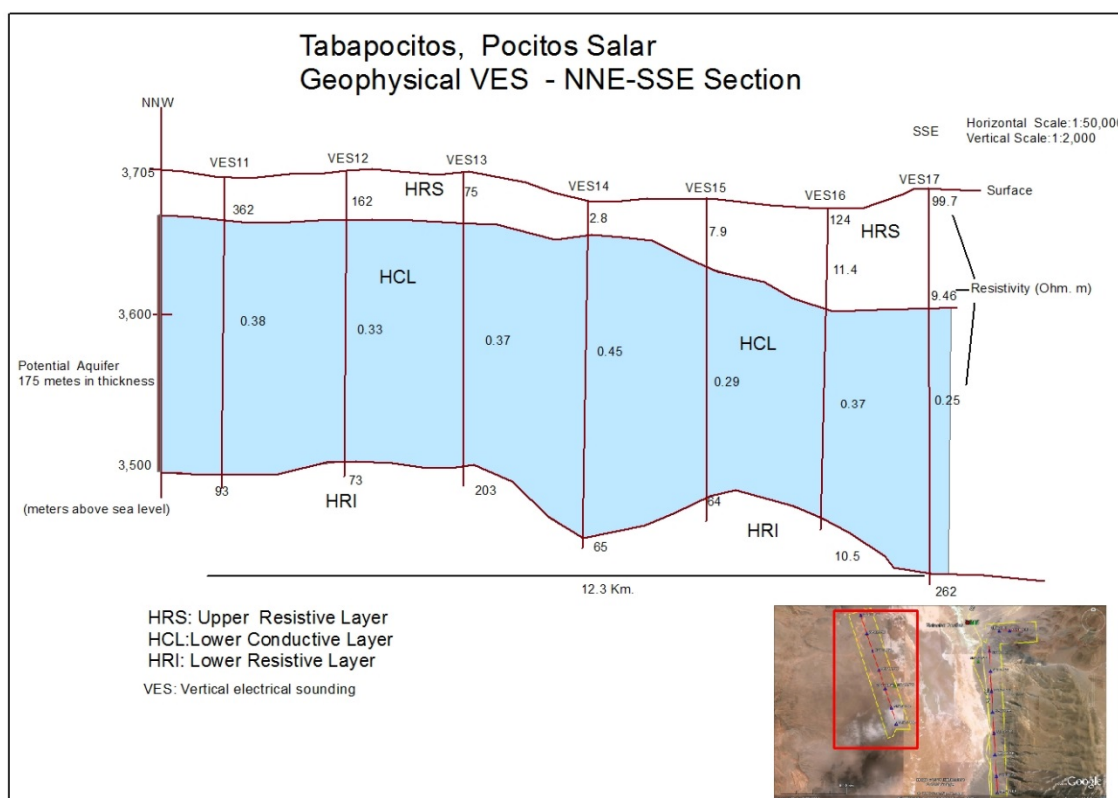 Tabapocitos, Pocitos Salar
Geophysical VES - NNE-SSE Section
NNW
SSE
Horizontal Scale:1:50,000
Vertical Scale:1:2,000
3,705
VES11
VES12
VES13
VES14
VES15
VES16
VES17
Surface
HRS
75
124
99.7
362
162
2.8
7.9
HRS
11.4
9.46
Resistivity (Ohm. m)
HCL
HCL
3,600
0.38
0.33
0.37
0.45
0.29
0.37
0.25
Potential Aquifer
175 metes in thickness
3,500
93
73
203
64
HRI
HRI
(meters above sea level)
65
10.5
262
12.3 Km.
HRS: Upper Resistive Layer
HCL:Lower Conductive Layer
HRI: Lower Resistive Layer
VES: Vertical electrical sounding
Google